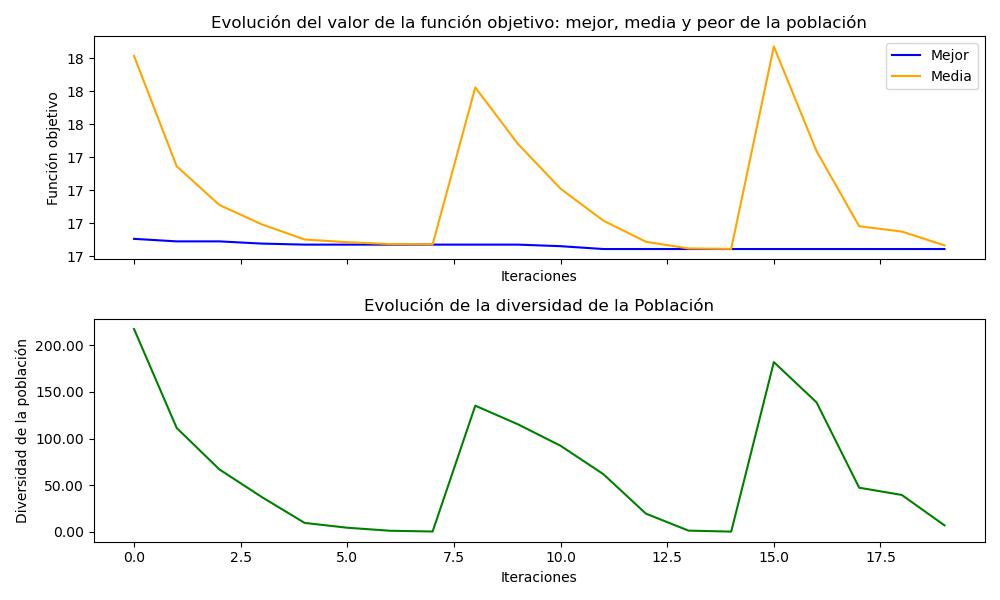 Evolución del valor de la función objetivo: mejor, media y peor de la población
Función objetivo
18
18
18
17
17
17
17
Mejor
Media
Iteraciones
Evolución de la diversidad de la Población
Diversidad de la población
200.00
150.00
100.00
50.00
0.00
0.0 2.5 5.0 7.5 10.0 12.5 15.0 17.5
Iteraciones